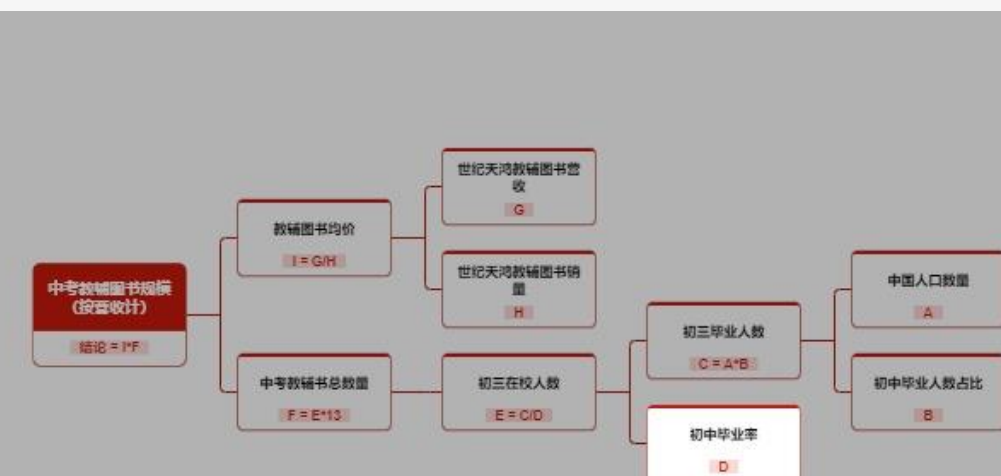 中考教辅图书规模
(按营收计)
结论 = I*F
教辅图书均价
I = G/H
中考教辅书总数量
F = E*13
世纪天鸿教辅图书营
收
G
世纪天鸿教辅图书销
量
H
初三在校人数
E = C/D
初三毕业人数
C = A*B
初中毕业率
D
中国人口数量
A
初中毕业人数占比
B